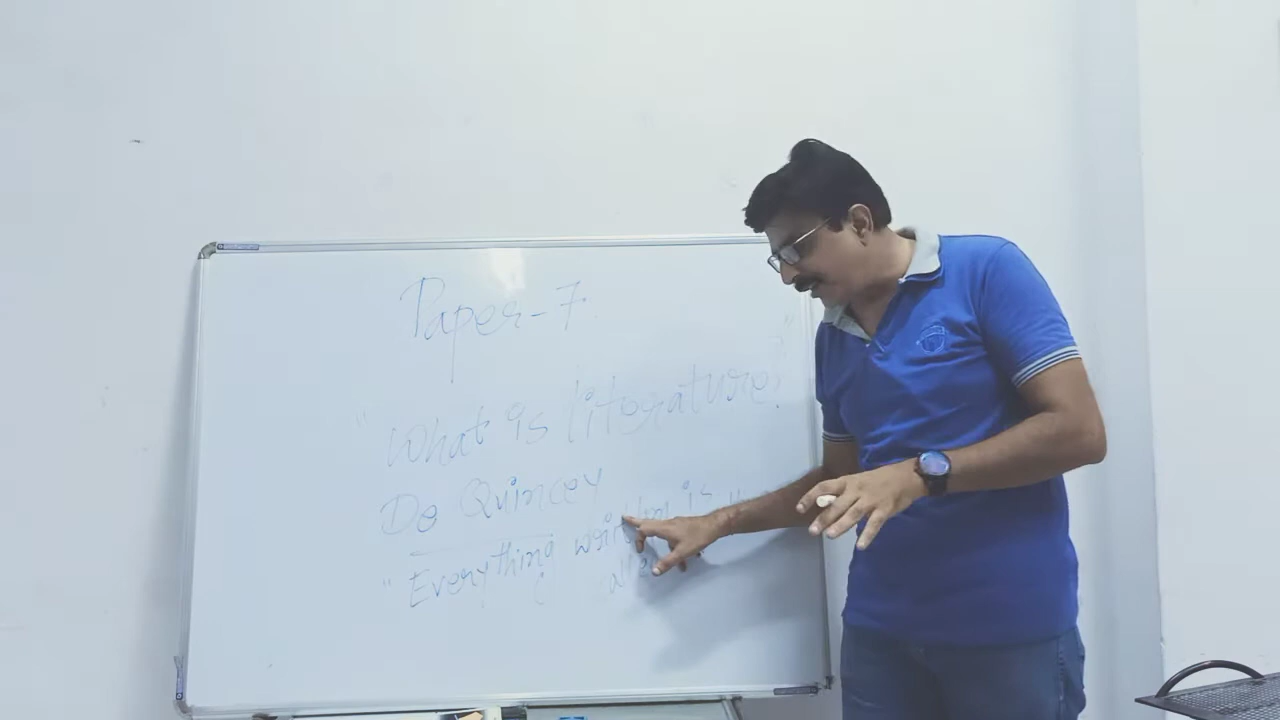 Paper-7.
"What is literature?"
De Quincey
"Everything written is